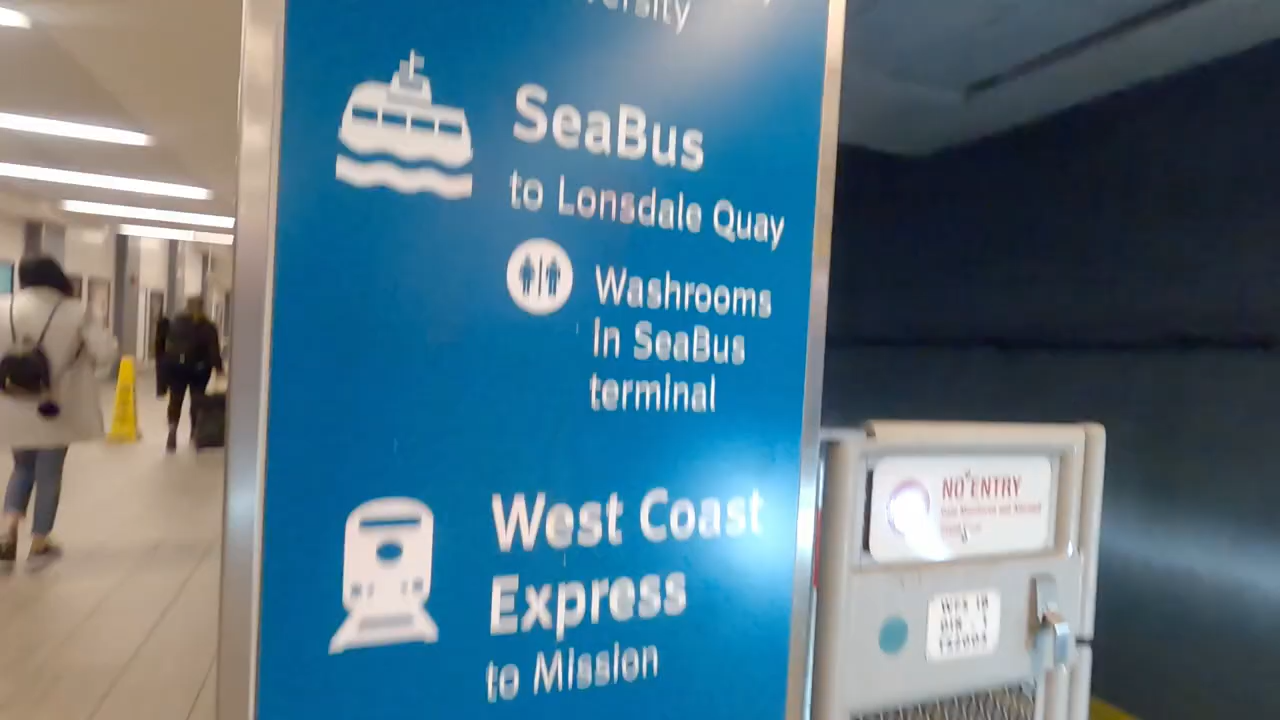 SeaBus
to Lonsdale Quay
Washrooms
in SeaBus
terminal
West Coast
Express
to Mission
NO ENTRY